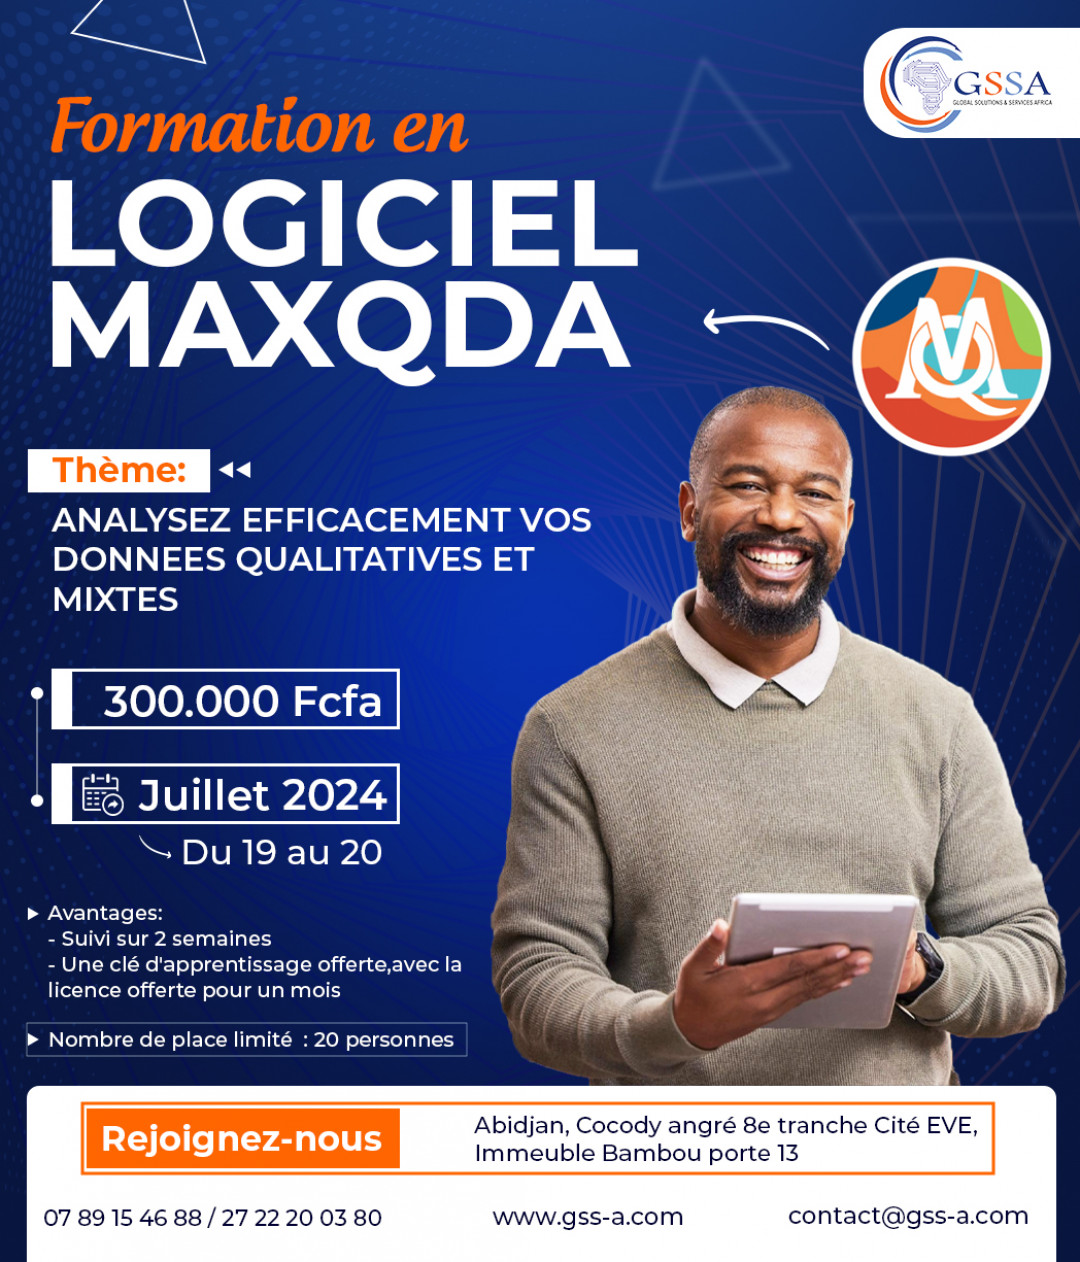 GSSA
GLOBAL SOLUTIONS & SERVICES AFRICA
Formation en
LOGICIEL
MAXQDA
Thème:
ANALYSEZ EFFICACEMENT VOS
DONNEES QUALITATIVES ET
MIXTES
300.000 Fcfa
Juillet 2024
Du 19 au 20
Avantages:
- Suivi sur 2 semaines
- Une clé d'apprentissage offerte,avec la
licence offerte pour un mois
Nombre de place limité : 20 personnes
Rejoignez-nous
Abidjan, Cocody angré 8e tranche Cité EVE,
Immeuble Bambou porte 13
07 89 15 46 88 / 27 22 20 03 80
www.gss-a.com
contact@gss-a.com